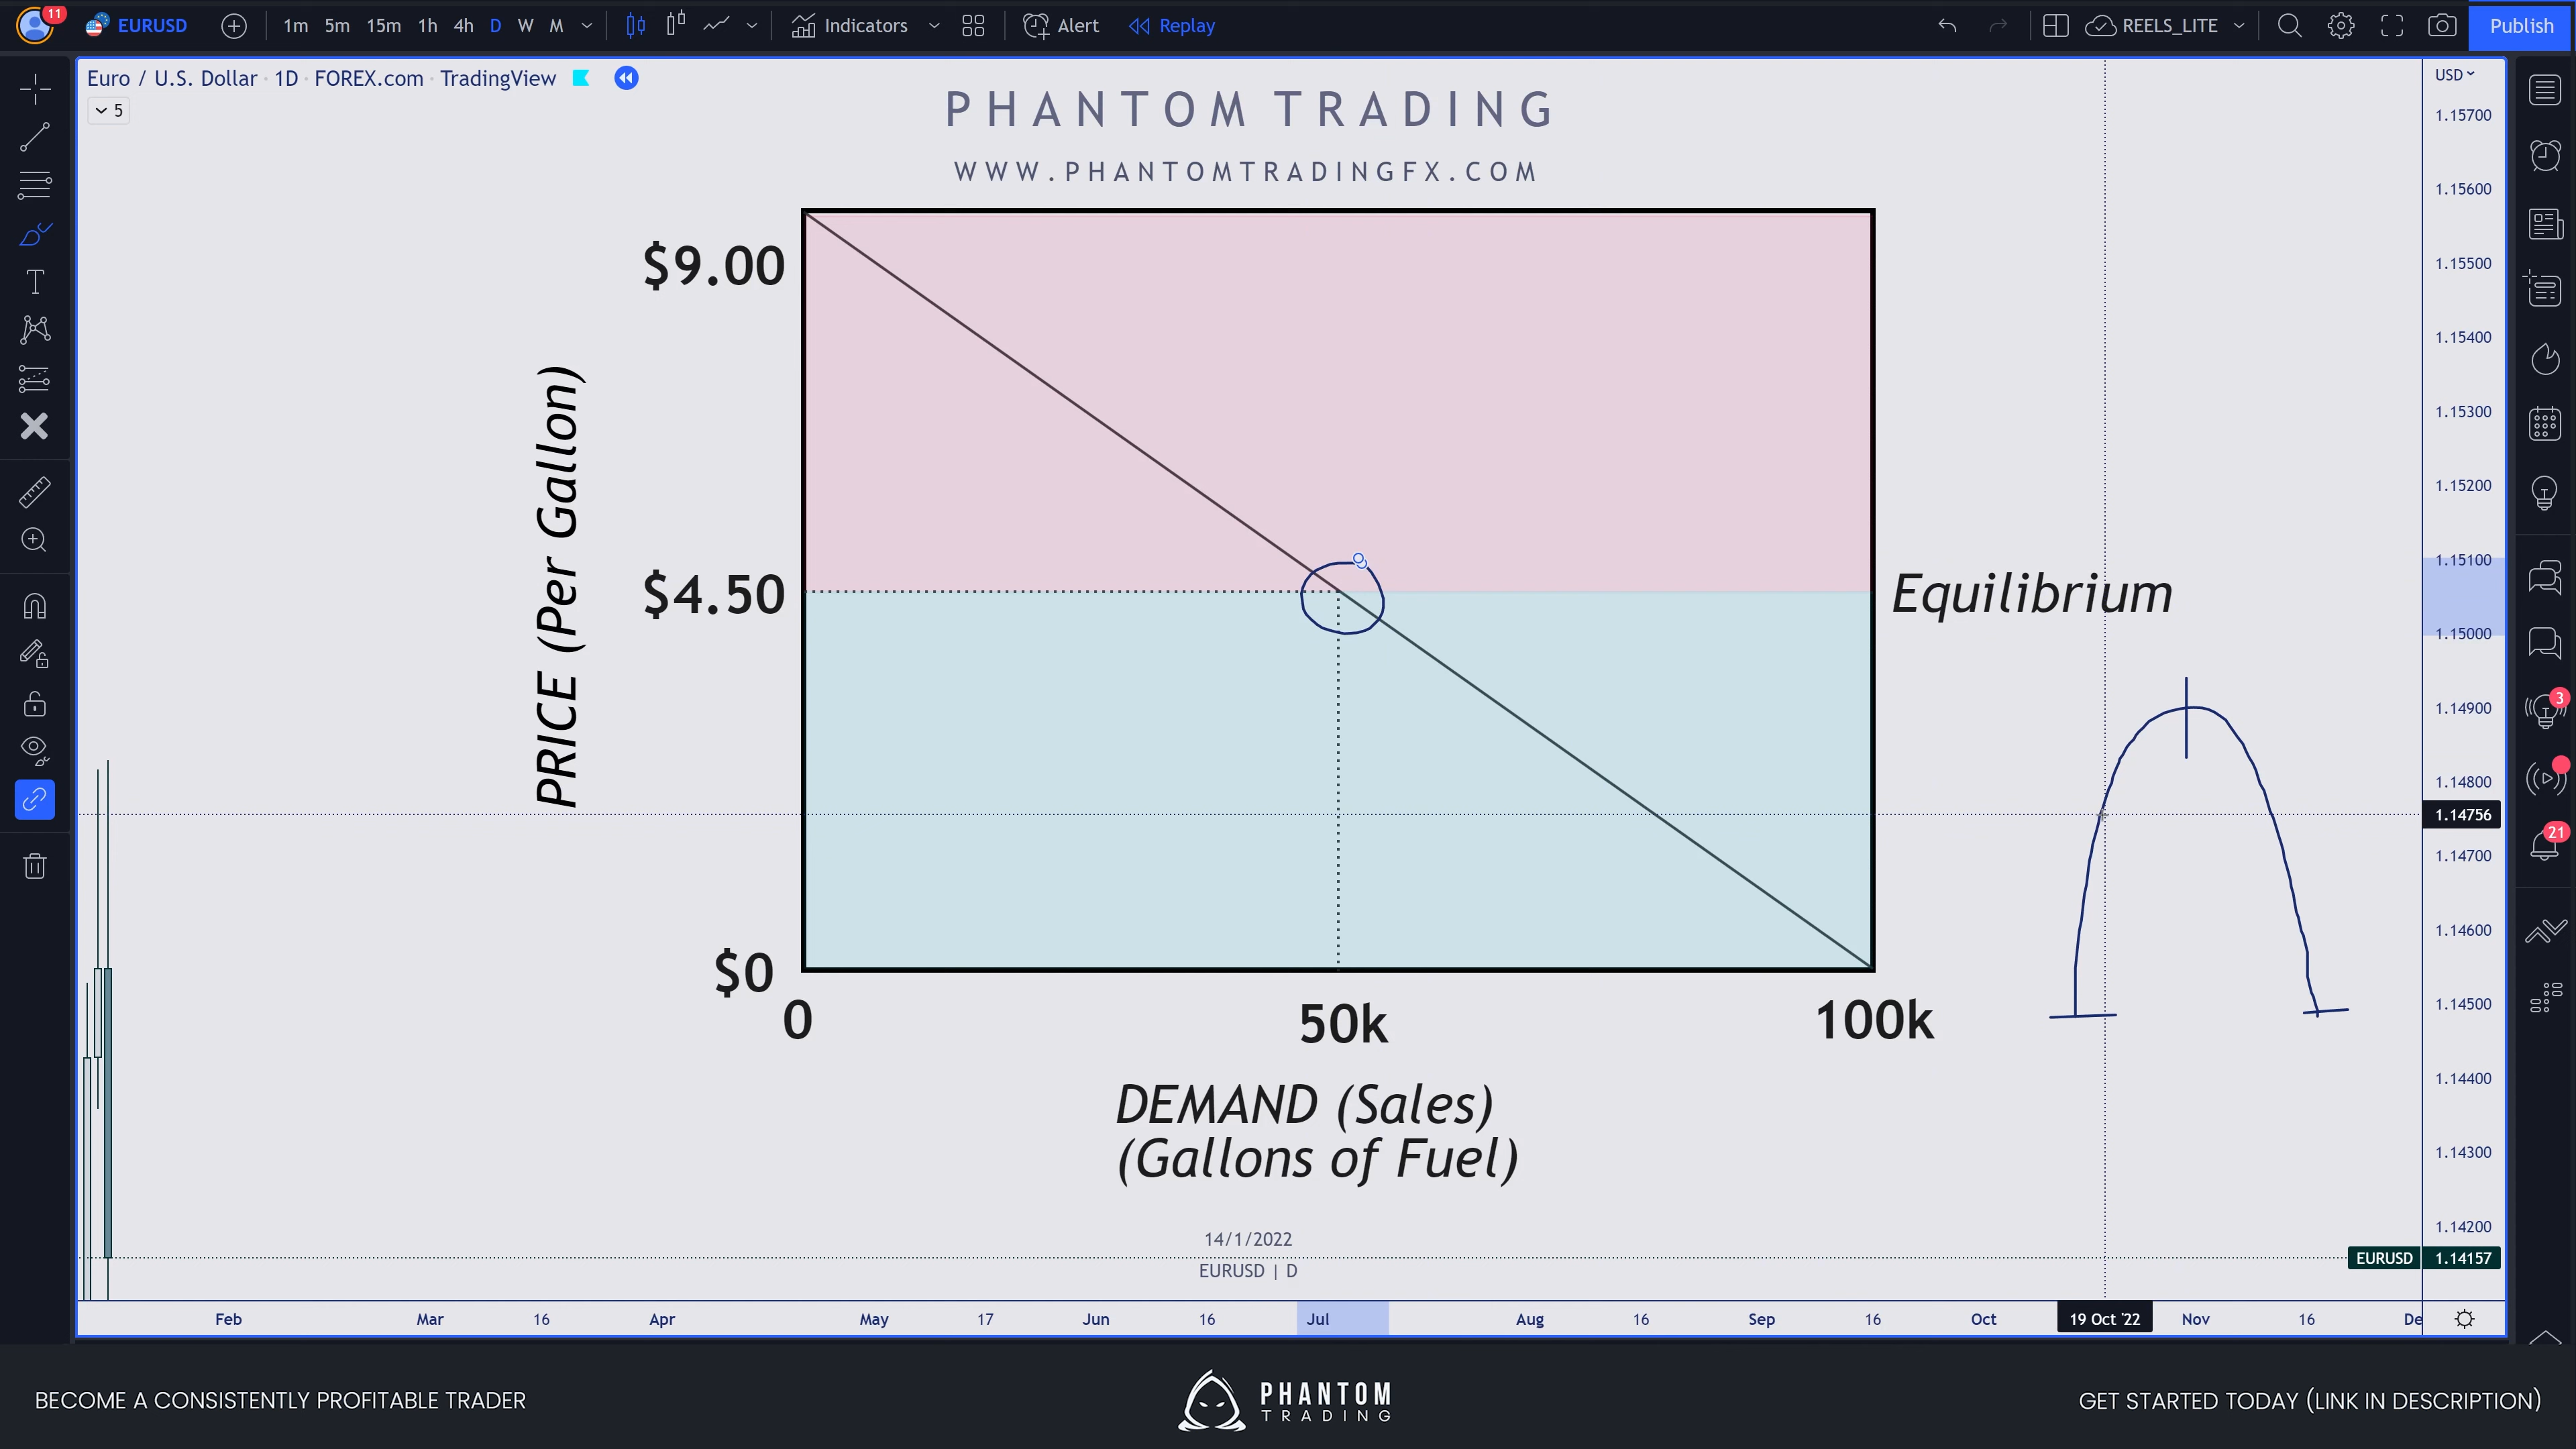 11
EURUSD
1m 5m 15m 1h 4h D W M
Indicators
Alert
Replay
REELS_LITE
Publish
Euro / U.S. Dollar · 1D · FOREX.com · TradingView
5
PHANTOM TRADING
WWW.PHANTOMTRADINGFX.COM
USD
1.15700
1.15600
1.15500
1.15400
1.15300
1.15200
1.15100
1.15000
1.14900
1.14800
1.14756
1.14700
1.14600
1.14500
1.14400
1.14300
1.14200
EURUSD 1.14157
3
21
$9.00
$4.50
$0
PRICE (Per Gallon)
Equilibrium
0 50k 100k
DEMAND (Sales)
(Gallons of Fuel)
14/1/2022
EURUSD | D
Feb Mar 16 Apr May 17 Jun 16 Jul Aug 16 Sep 16 Oct 19 Oct '22 Nov 16 De
BECOME A CONSISTENTLY PROFITABLE TRADER
PHANTOM
TRADING
GET STARTED TODAY (LINK IN DESCRIPTION)